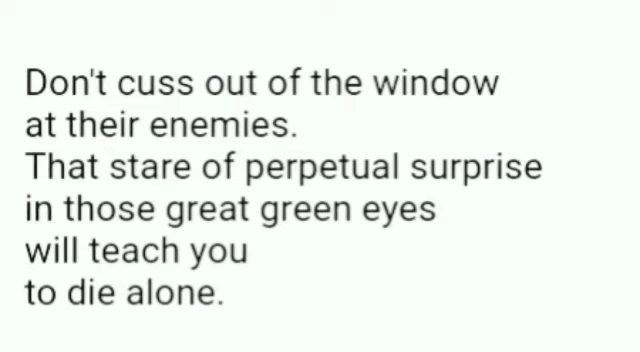 Don't cuss out of the window
at their enemies.
That stare of perpetual surprise
in those great green eyes
will teach you
to die alone.